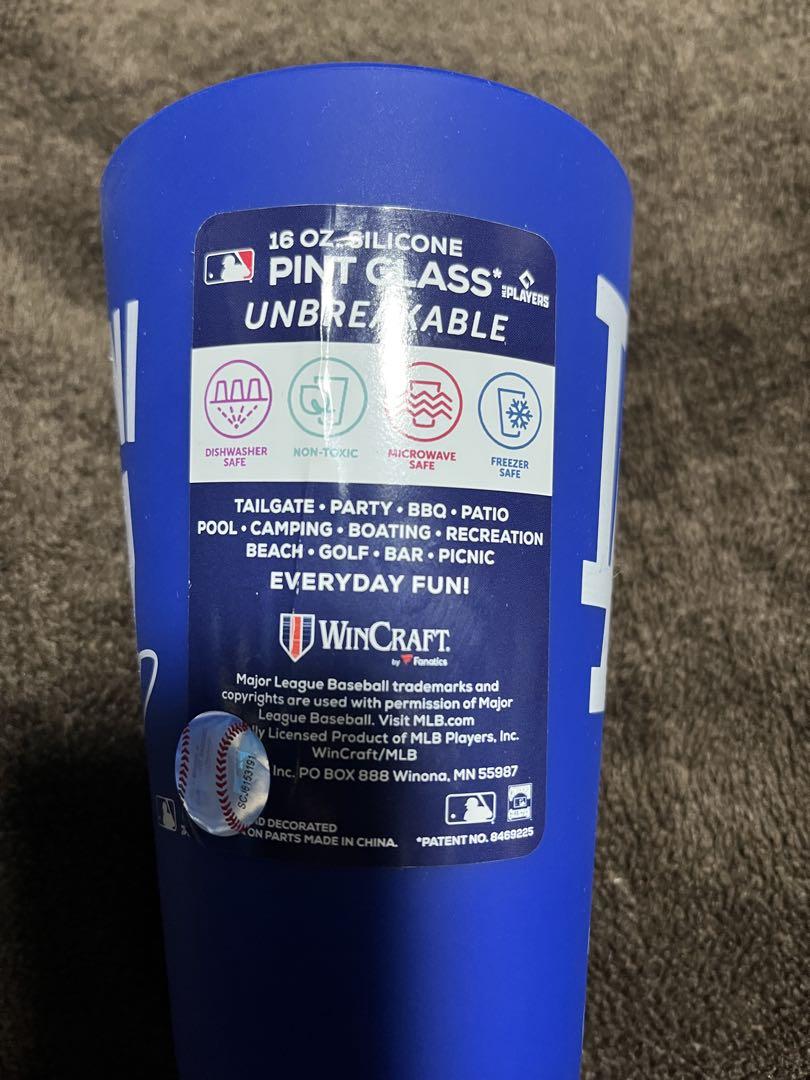 16 OZ. SILICONE
PINT GLASS*
PLAYERS
UNBREAKABLE
DISHWASHER
SAFE
NON-TOXIC
MICROWAVE
SAFE
FREEZER
SAFE
TAILGATE • PARTY • BBQ • PATIO
POOL • CAMPING • BOATING • RECREATION
BEACH • GOLF • BAR • PICNIC
EVERYDAY FUN!
WINCRAFT.
by Fanatics
Major League Baseball trademarks and
copyrights are used with permission of Major
League Baseball. Visit MLB.com
lly Licensed Product of MLB Players, Inc.
WinCraft/MLB
Inc. PO BOX 888 Winona, MN 55987
SCJ6153191
D DECORATED
ON PARTS MADE IN CHINA.
*PATENT NO. 8469225